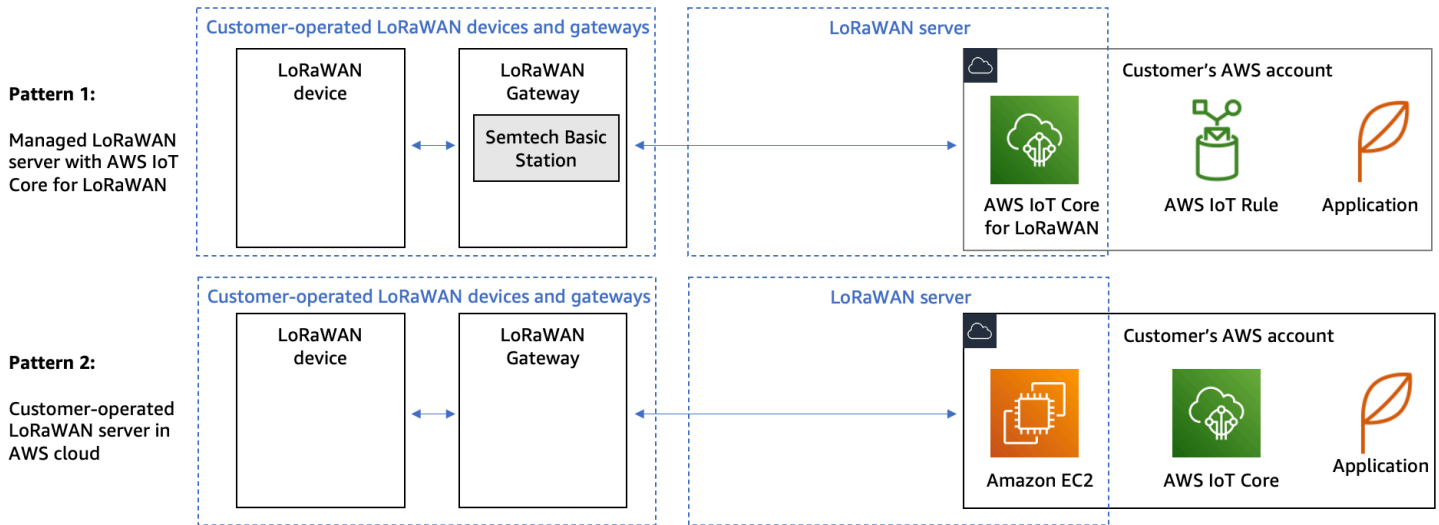 Customer-operated LoRaWAN devices and gateways
LoRaWAN server
Pattern 1:
Managed LoRaWAN
server with AWS IoT
Core for LoRaWAN
LoRaWAN
device
LoRaWAN
Gateway
Semtech Basic
Station
Customer’s AWS account
AWS IoT Core
for LoRaWAN
AWS IoT Rule
Application
Customer-operated LoRaWAN devices and gateways
LoRaWAN server
Pattern 2:
Customer-operated
LoRaWAN server in
AWS cloud
LoRaWAN
device
LoRaWAN
Gateway
Customer’s AWS account
Amazon EC2
AWS IoT Core
Application